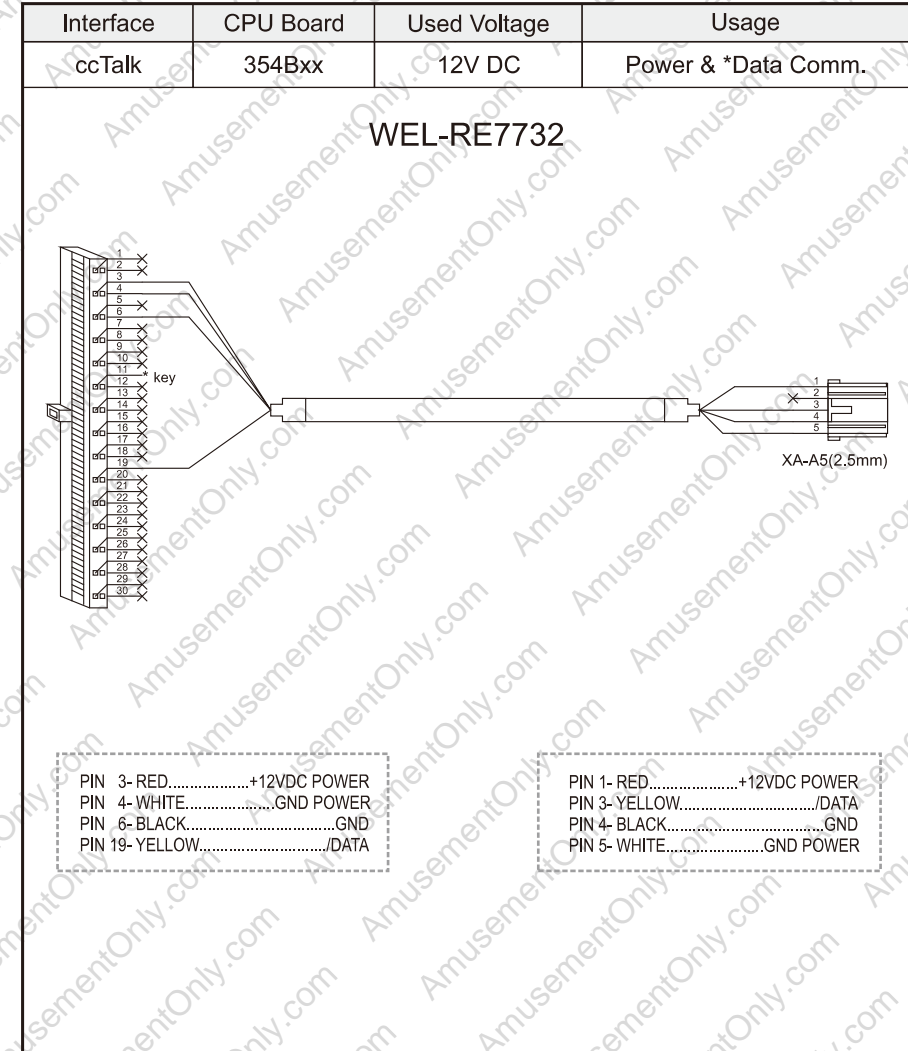 Interface CPU Board Used Voltage Usage
ccTalk 354Bxx 12V DC Power & *Data Comm.
WEL-RE7732
1
2
3
4
5
6
7
8
9
10
11
12
13
14
15
16
17
18
19
20
21
22
23
24
25
26
27
28
29
30
* key
1
2
3
4
5
XA-A5(2.5mm)
PIN 3- RED..............+12VDC POWER
PIN 4- WHITE...............GND POWER
PIN 6- BLACK.........................GND
PIN 19- YELLOW......................./DATA
PIN 1- RED...............+12VDC POWER
PIN 3- YELLOW......................./DATA
PIN 4- BLACK..........................GND
PIN 5- WHITE................GND POWER
AmusementOnly.com